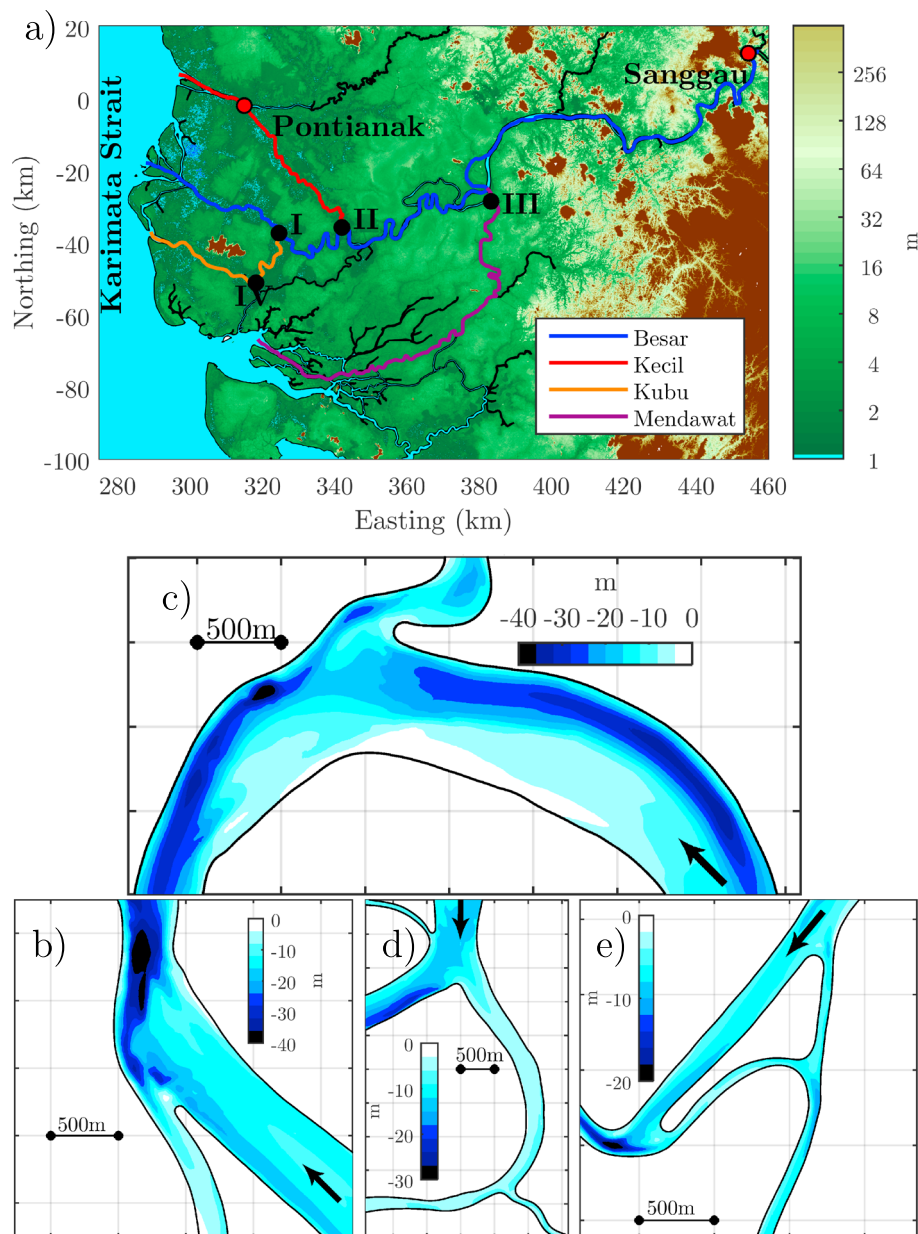 a)
20
0
-20
-40
-60
-80
-100
Northing (km)
Karimata Strait
Pontianak
Sanggau
I
II
III
IV
Besar
Kecil
Kubu
Mendawat
280
300
320
340
360
380
400
420
440
460
Easting (km)
256
128
64
32
16
8
4
2
1
m
c)
500m
m
-40 -30 -20 -10 0
b)
0
-10
-20
-30
-40
m
500m
d)
0
-10
-20
-30
m
500m
e)
0
-10
-20
m
500m